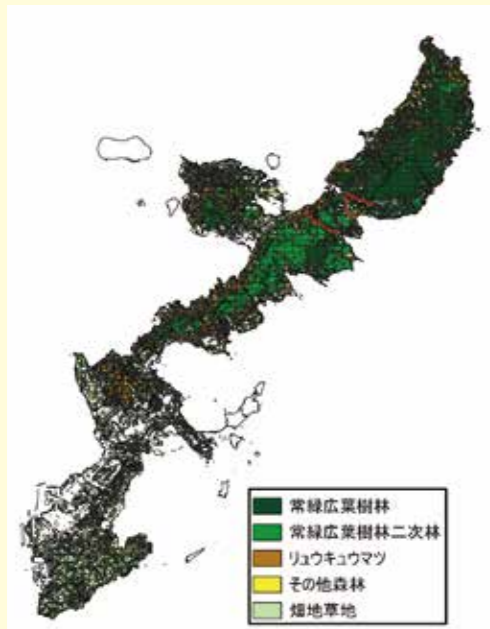 常緑広葉樹林
常緑広葉樹林二次林
リュウキュウマツ
その他森林
畑地草地